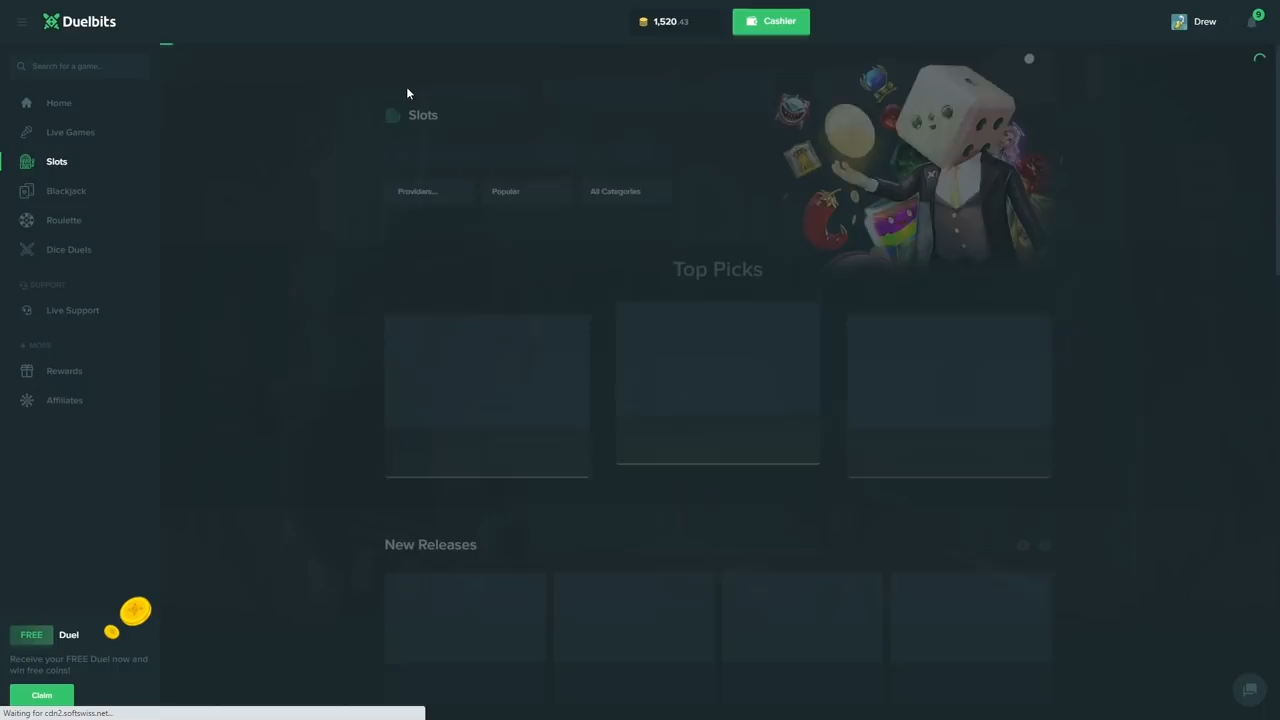 Duelbits
1,520.43
Cashier
Drew
9
Search for a game...
Home
Live Games
Slots
Blackjack
Roulette
Dice Duels
SUPPORT
Live Support
MORE
Rewards
Affiliates
FREE Duel
Receive your FREE Duel now and
win free coins!
Claim
Slots
Providers...
Popular
All Categories
Top Picks
New Releases
Waiting for cdn2.softswiss.net...